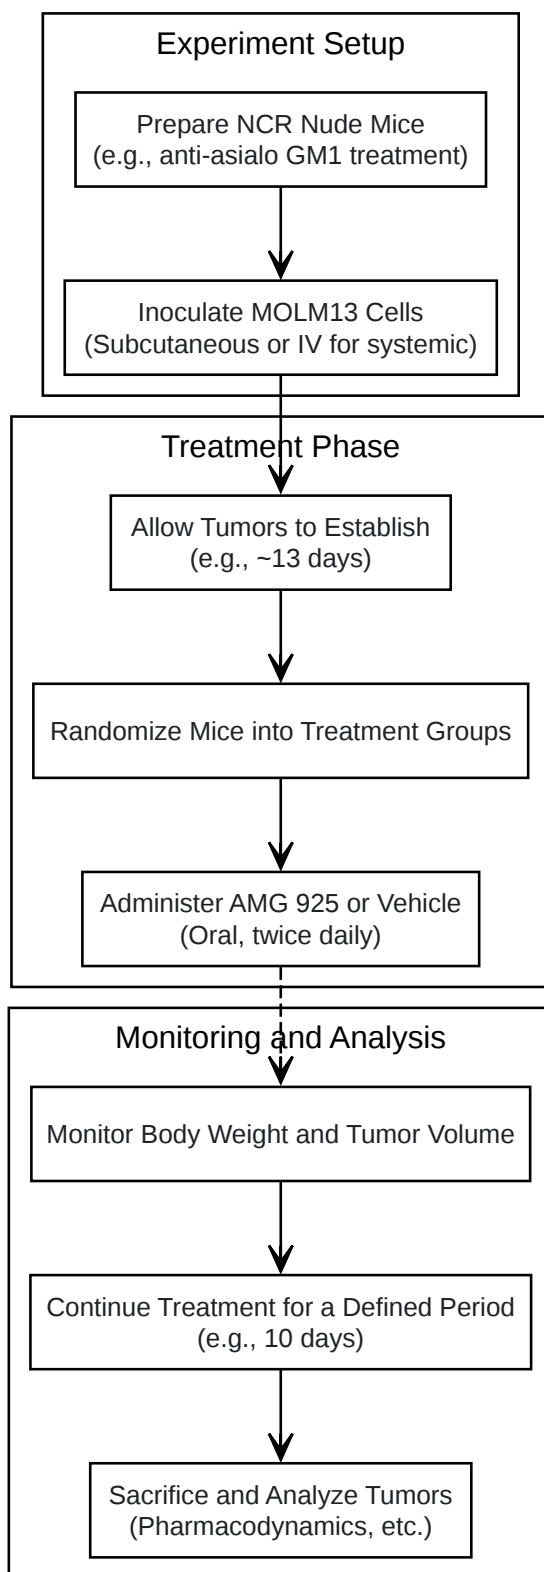 Experiment Setup
Prepare NCR Nude Mice
(e.g., anti-asialo GM1 treatment)
Inoculate MOLM13 Cells
(Subcutaneous or IV for systemic)
Treatment Phase
Allow Tumors to Establish
(e.g., ~13 days)
Randomize Mice into Treatment Groups
Administer AMG 925 or Vehicle
(Oral, twice daily)
Monitoring and Analysis
Monitor Body Weight and Tumor Volume
Continue Treatment for a Defined Period
(e.g., 10 days)
Sacrifice and Analyze Tumors
(Pharmacodynamics, etc.)